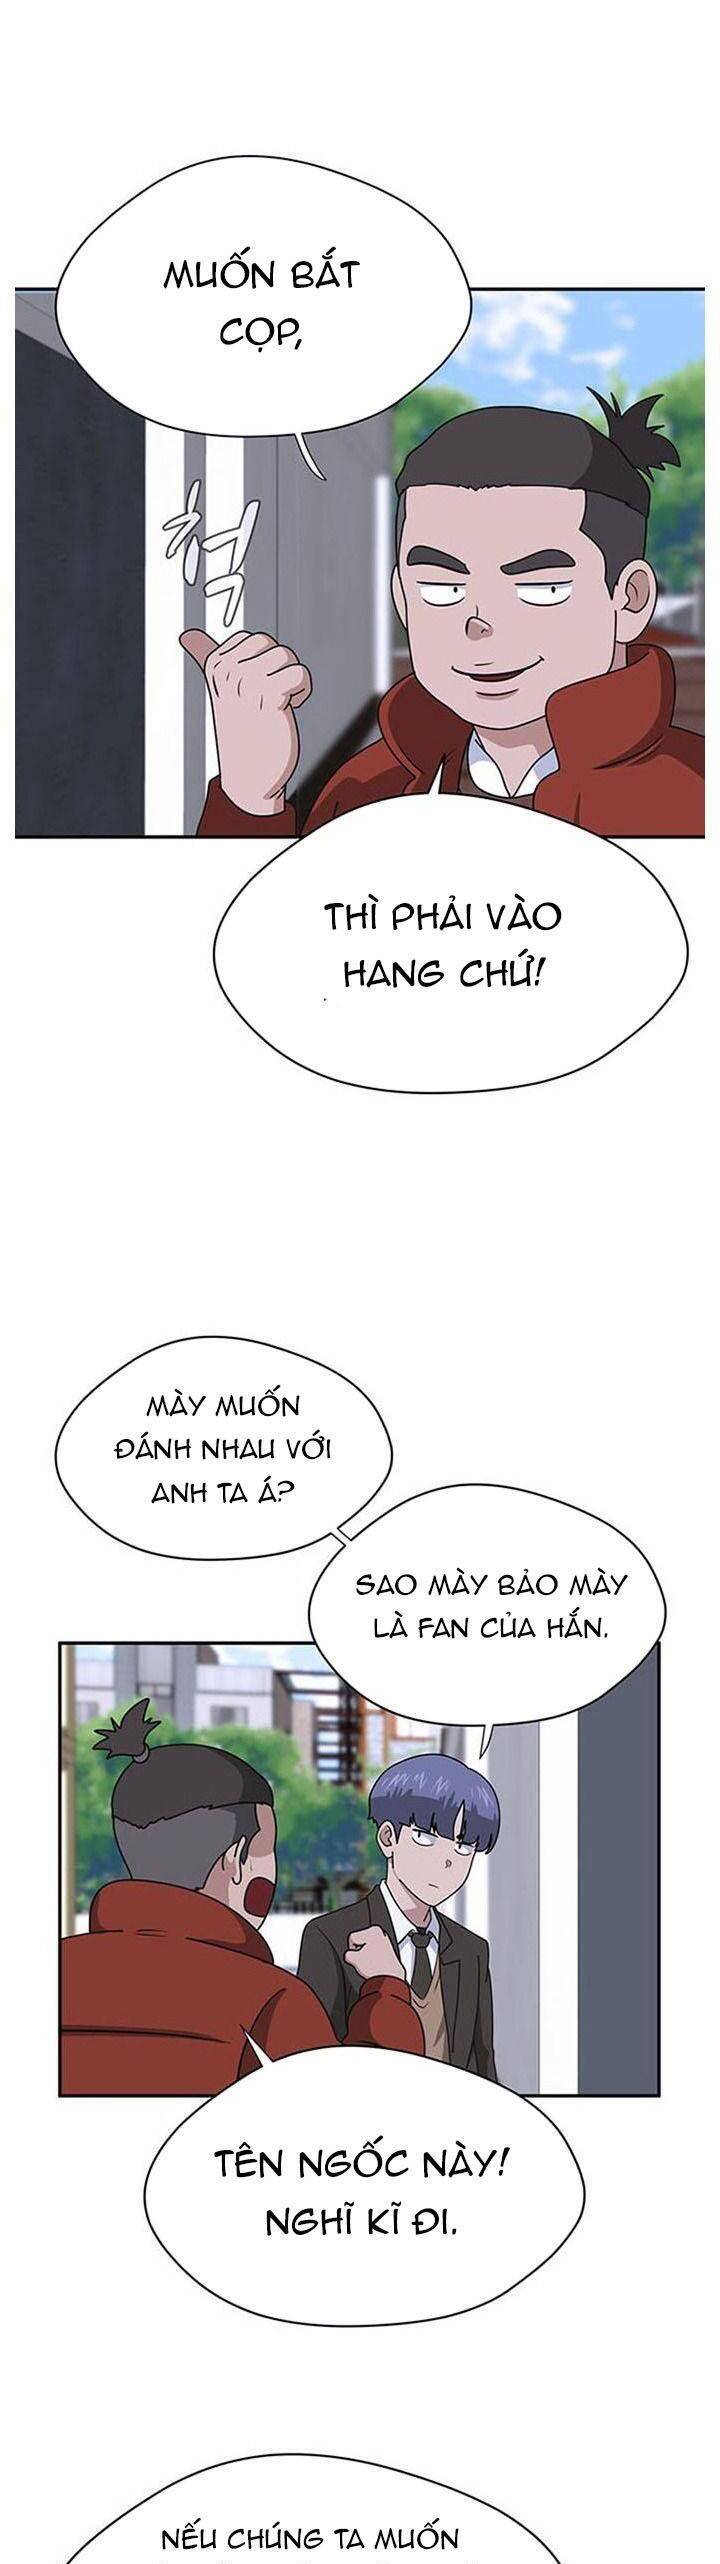 MUỐN BẮT
CỌP,
THÌ PHẢI VÀO
HANG CHỨ!
MÀY MUỐN
ĐÁNH NHAU VỚI
ANH TA Á?
SAO MÀY BẢO MÀY
LÀ FAN CỦA HẮN.
TÊN NGỐC NÀY!
NGHĨ KĨ ĐI.
NẾU CHÚNG TA MUỐN